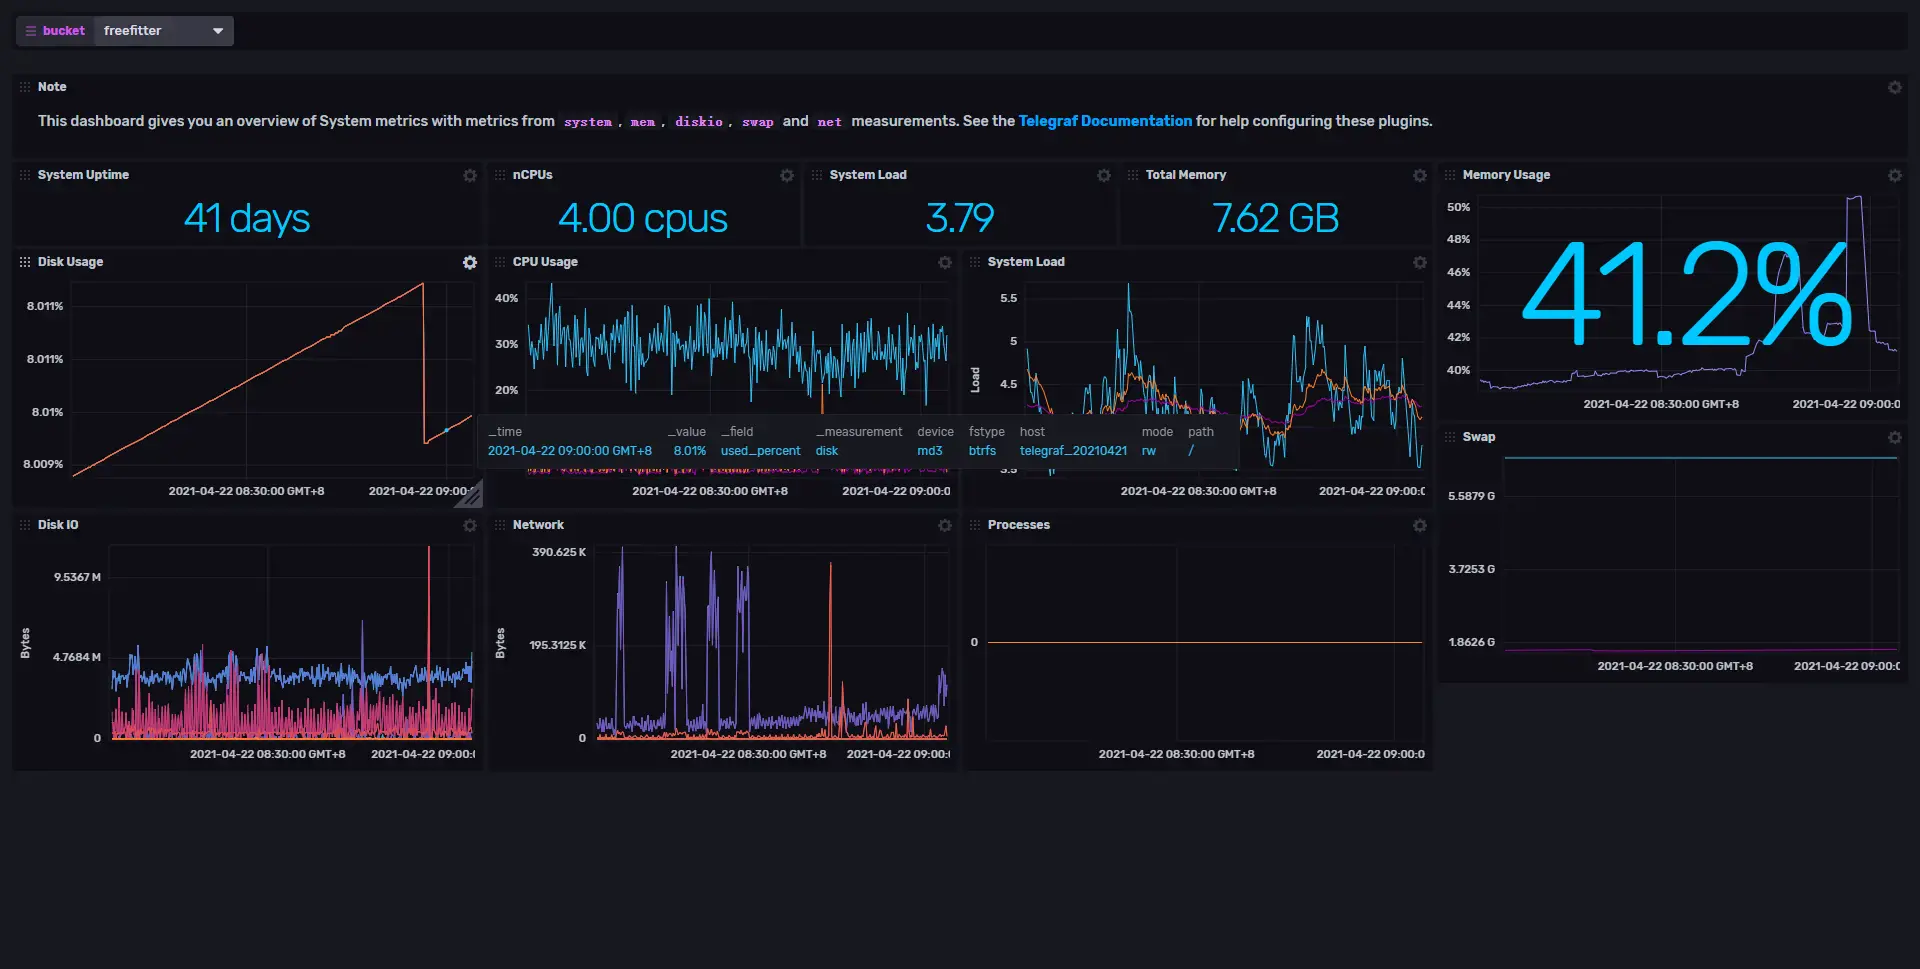 bucket freefitter
Note
This dashboard gives you an overview of System metrics with metrics from system , mem , diskio , swap and net measurements. See the Telegraf Documentation for help configuring these plugins.
System Uptime
41 days
nCPUs
4.00 cpus
System Load
3.79
Total Memory
7.62 GB
Memory Usage
50%
48%
46%
44%
42%
40%
41.2%
2021-04-22 08:30:00 GMT+8
2021-04-22 09:00:0
Disk Usage
8.011%
8.011%
8.01%
8.009%
2021-04-22 08:30:00 GMT+8
2021-04-22 09:00:
CPU Usage
40%
30%
20%
2021-04-22 08:30:00 GMT+8
2021-04-22 09:00:0
System Load
Load
5.5
5
4.5
3.5
2021-04-22 08:30:00 GMT+8
2021-04-22 09:00:0
_time _value _field _measurement device fstype host mode path
2021-04-22 09:00:00 GMT+8 8.01% used_percent disk md3 btrfs telegraf_20210421 rw /
Swap
5.5879 G
3.7253 G
1.8626 G
2021-04-22 08:30:00 GMT+8
2021-04-22 09:00:0
Disk IO
Bytes
9.5367 M
4.7684 M
0
2021-04-22 08:30:00 GMT+8
2021-04-22 09:00:
Network
Bytes
390.625 K
195.3125 K
0
2021-04-22 08:30:00 GMT+8
2021-04-22 09:00:
Processes
0
2021-04-22 08:30:00 GMT+8
2021-04-22 09:00:0